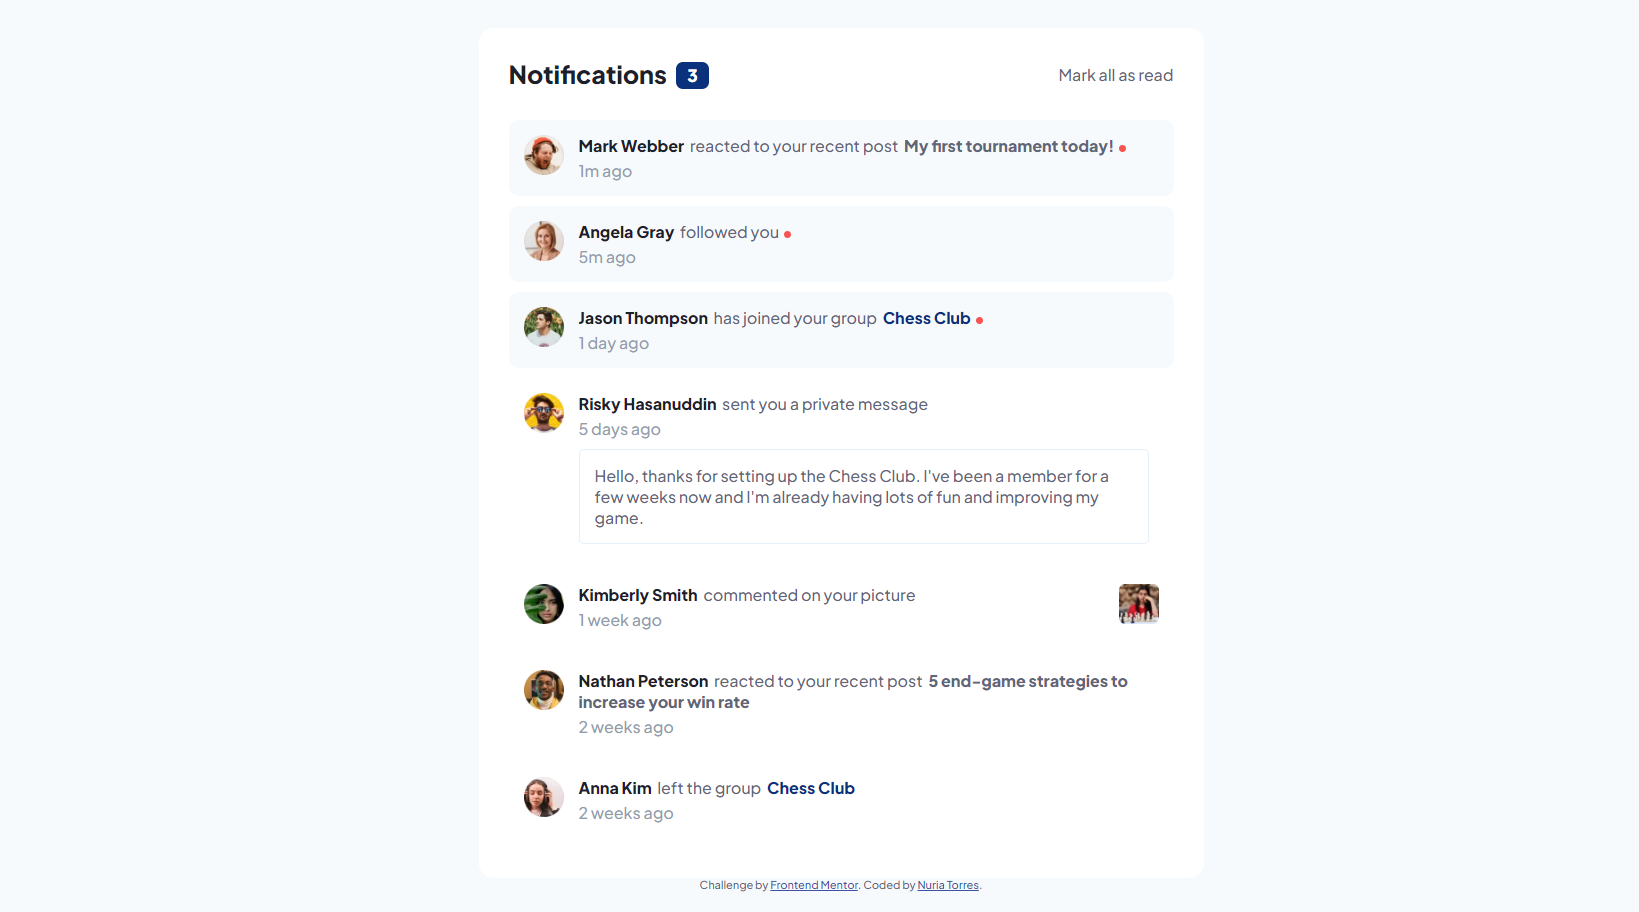 Notifications 3 Mark all as read
Mark Webber reacted to your recent post My first tournament today!
1m ago
Angela Gray followed you
5m ago
Jason Thompson has joined your group Chess Club
1 day ago
Risky Hasanuddin sent you a private message
5 days ago
Hello, thanks for setting up the Chess Club. I've been a member for a
few weeks now and I'm already having lots of fun and improving my
game.
Kimberly Smith commented on your picture
1 week ago
Nathan Peterson reacted to your recent post 5 end-game strategies to
increase your win rate
2 weeks ago
Anna Kim left the group Chess Club
2 weeks ago
Challenge by Frontend Mentor. Coded by Nuria Torres.